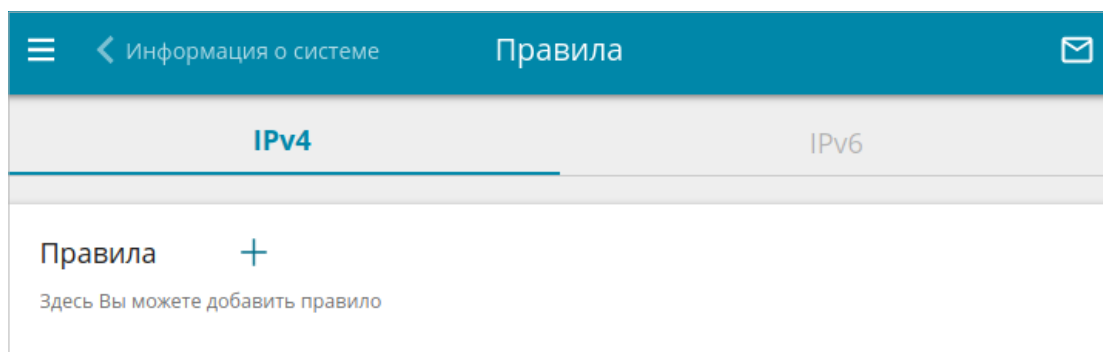 Информация о системе Правила
IPv4 IPv6
Правила
Здесь Вы можете добавить правило